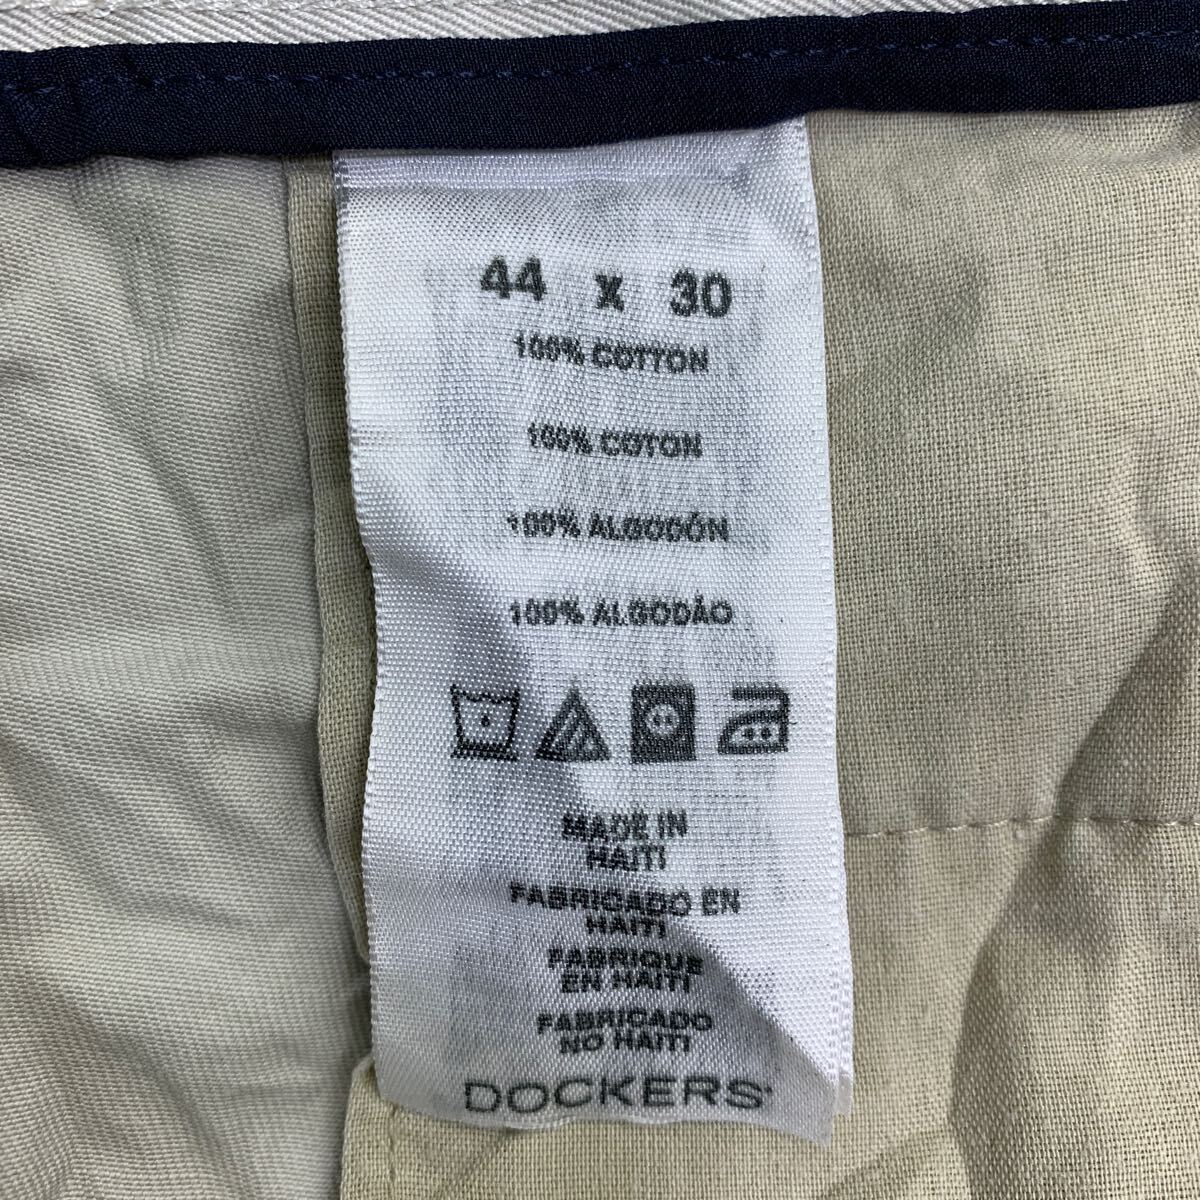 44 x 30
100% COTTON
100% COTON
100% ALGODÓN
100% ALGODÃO
MADE IN
HAITI
FABRICADO EN
HAITI
FABRIQUE
EN HAITI
FABRICADO
NO HAITI
DOCKERS